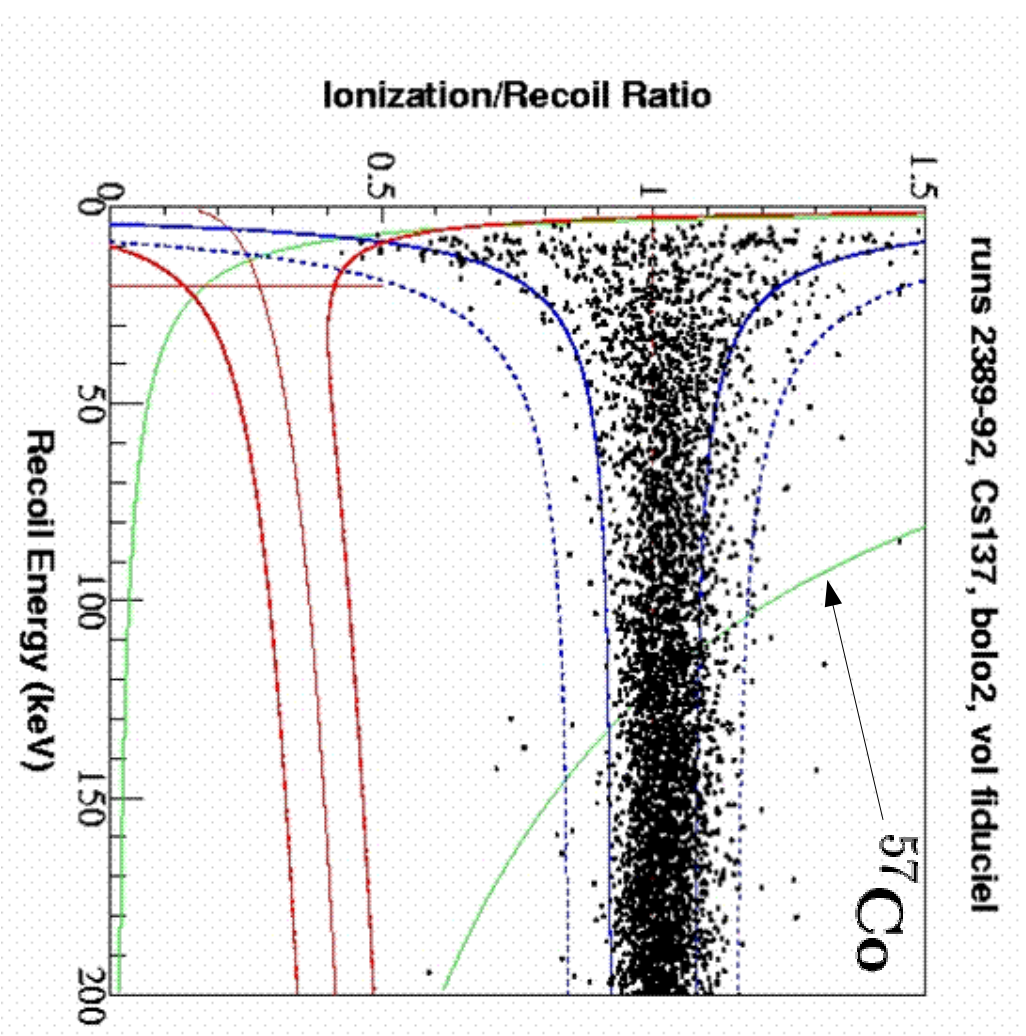 runs 2389-92, Cs137, bolo2, vol fiduciel
Ionization/Recoil Ratio
1.5
1
0.5
0
0
50
100
150
200
Recoil Energy (keV)
57Co